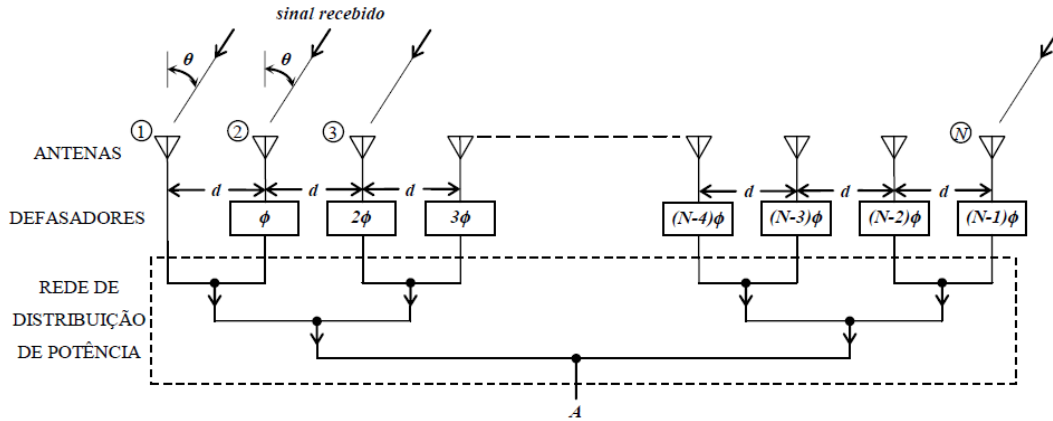 sinal recebido
θ θ
1 2 3 N
ANTENAS
d d d d d d
DEFASADORES
ϕ 2ϕ 3ϕ (N-4)ϕ (N-3)ϕ (N-2)ϕ (N-1)ϕ
REDE DE
DISTRIBUIÇÃO
DE POTÊNCIA
A